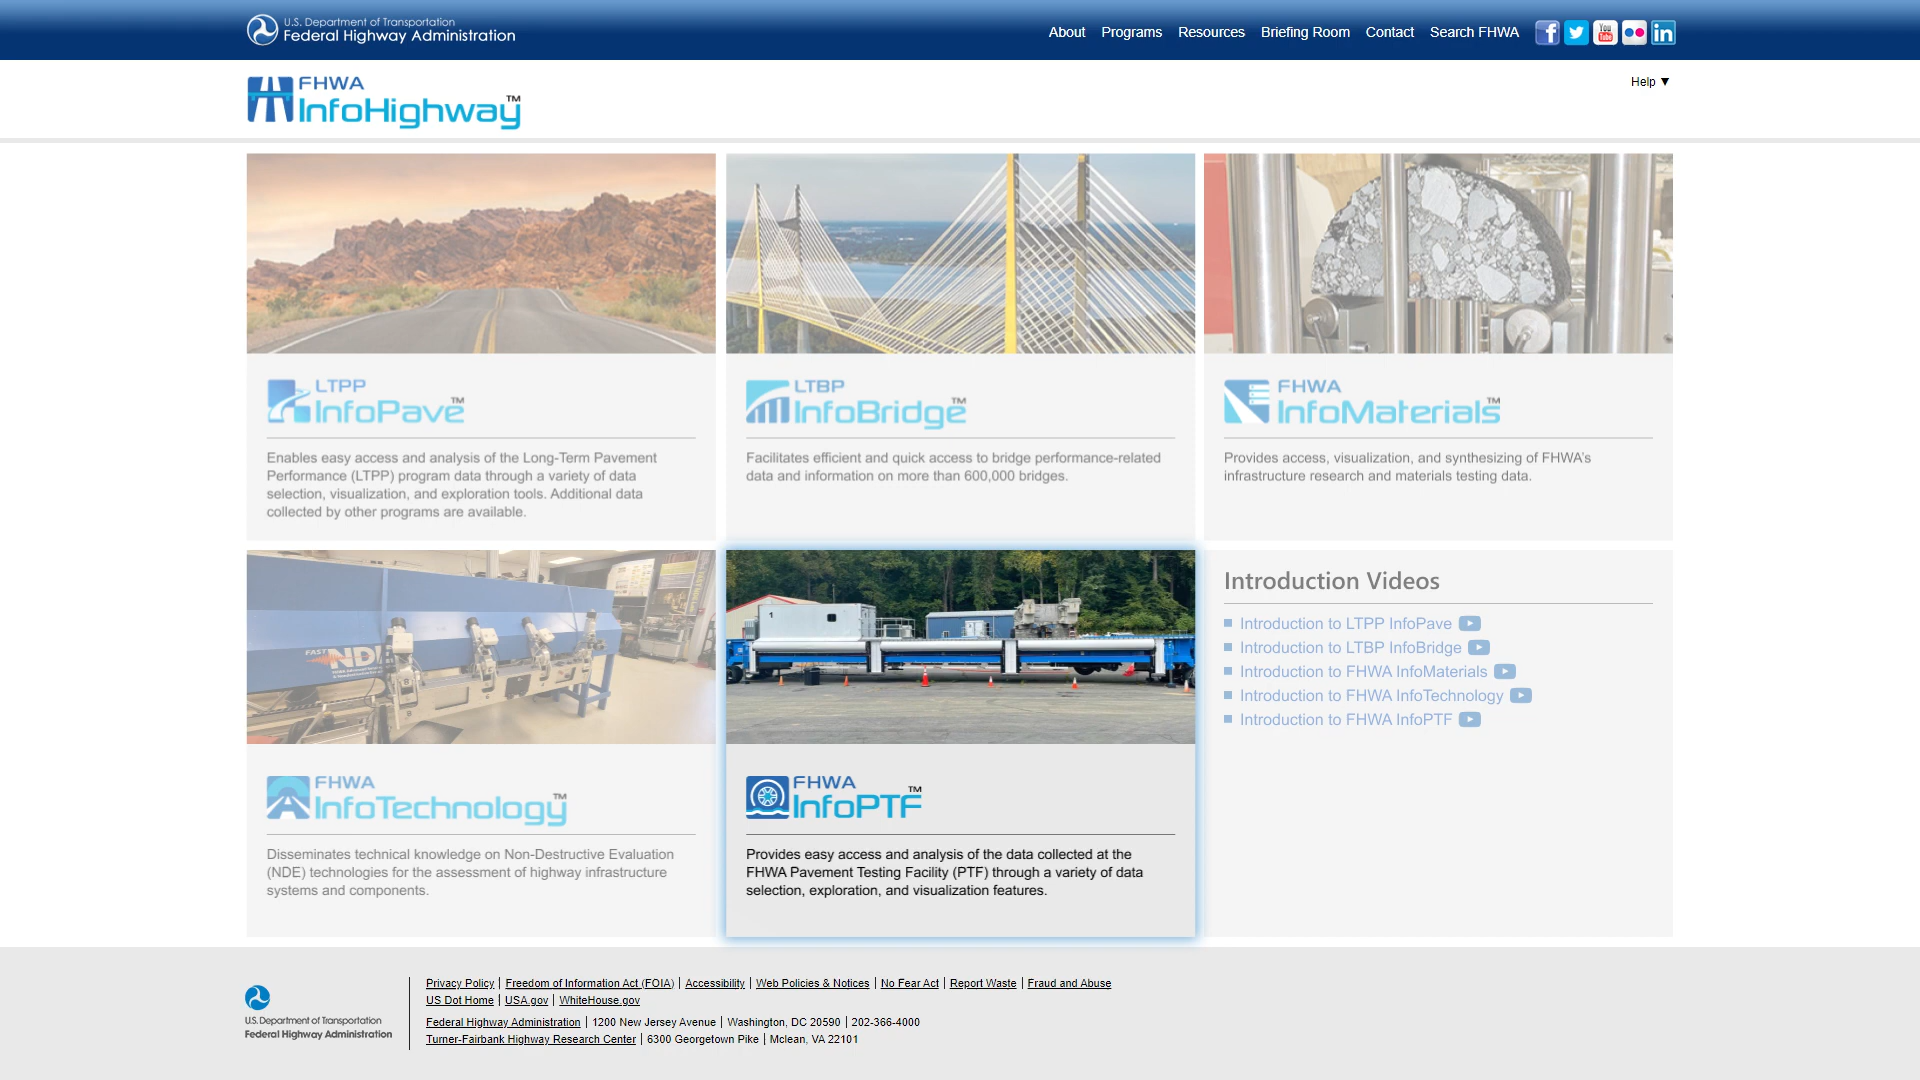 U.S. Department of Transportation
Federal Highway Administration
About Programs Resources Briefing Room Contact Search FHWA
You Tube
in
FHWA
InfoHighway™
Help ▼
LTPP
InfoPave™
Enables easy access and analysis of the Long-Term Pavement
Performance (LTPP) program data through a variety of data
selection, visualization, and exploration tools. Additional data
collected by other programs are available.
LTBP
InfoBridge™
Facilitates efficient and quick access to bridge performance-related
data and information on more than 600,000 bridges.
FHWA
InfoMaterials™
Provides access, visualization, and synthesizing of FHWA's
infrastructure research and materials testing data.
FAST
NDE
FHWA
InfoTechnology™
Disseminates technical knowledge on Non-Destructive Evaluation
(NDE) technologies for the assessment of highway infrastructure
systems and components.
1
FHWA
InfoPTF™
Provides easy access and analysis of the data collected at the
FHWA Pavement Testing Facility (PTF) through a variety of data
selection, exploration, and visualization features.
Introduction Videos
Introduction to LTPP InfoPave
Introduction to LTBP InfoBridge
Introduction to FHWA InfoMaterials
Introduction to FHWA InfoTechnology
Introduction to FHWA InfoPTF
U.S. Department of Transportation
Federal Highway Administration
Privacy Policy | Freedom of Information Act (FOIA) | Accessibility | Web Policies & Notices | No Fear Act | Report Waste | Fraud and Abuse
US Dot Home | USA.gov | WhiteHouse.gov
Federal Highway Administration | 1200 New Jersey Avenue | Washington, DC 20590 | 202-366-4000
Turner-Fairbank Highway Research Center | 6300 Georgetown Pike | Mclean, VA 22101